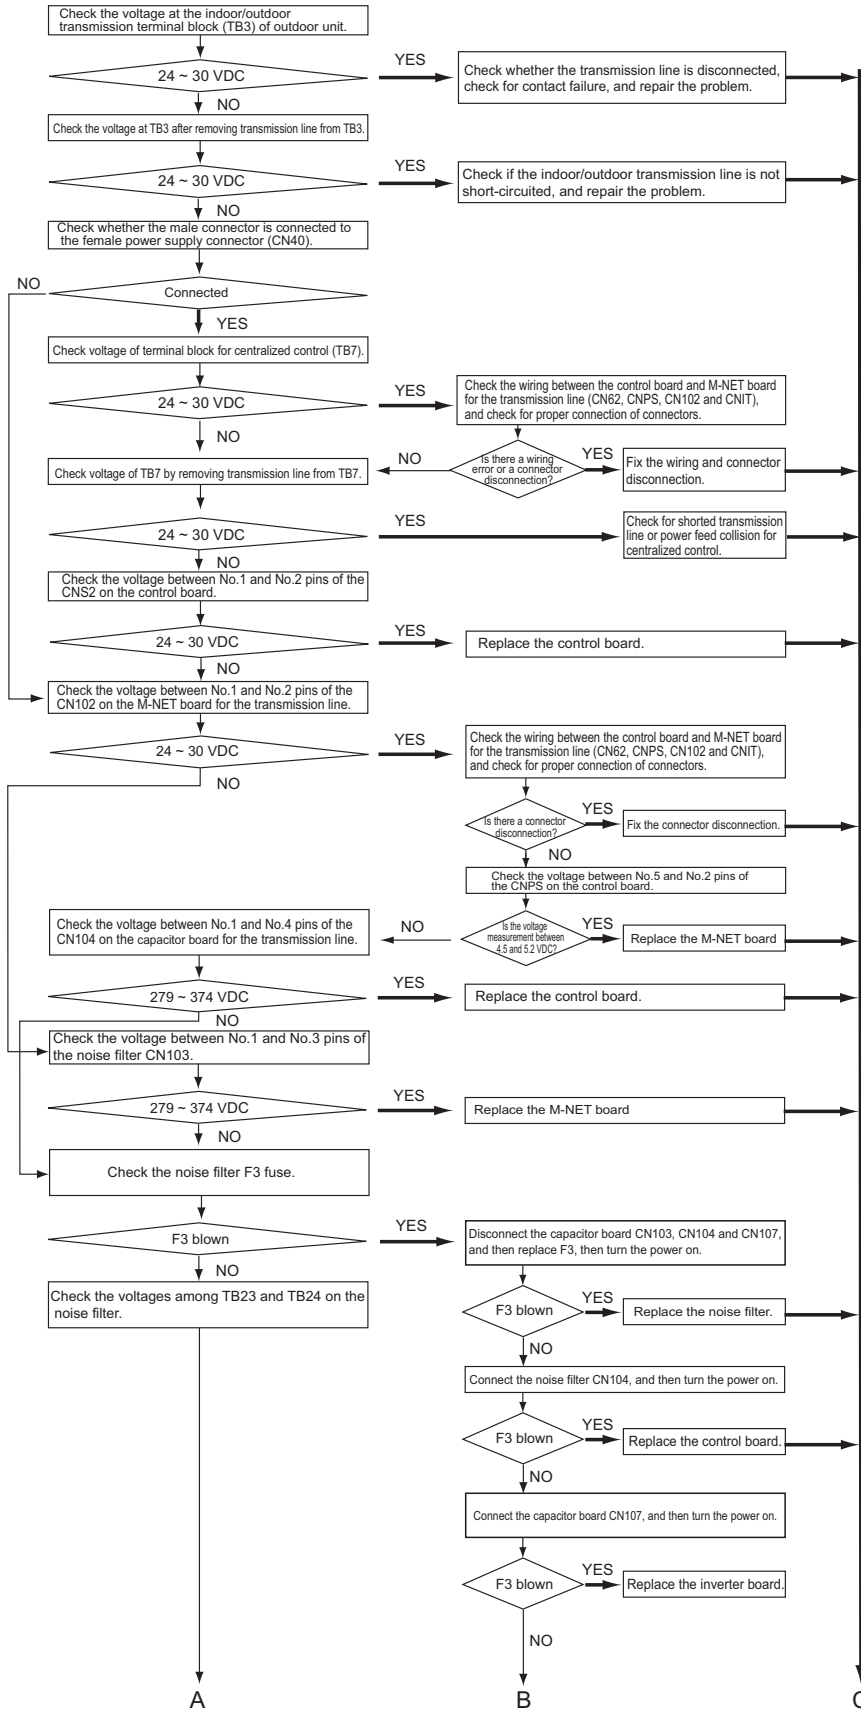 Check the voltage at the indoor/outdoor
transmission terminal block (TB3) of outdoor unit.
24 ~ 30 VDC
YES
Check whether the transmission line is disconnected,
check for contact failure, and repair the problem.
NO
Check the voltage at TB3 after removing transmission line from TB3.
24 ~ 30 VDC
YES
Check if the indoor/outdoor transmission line is not
short-circuited, and repair the problem.
NO
Check whether the male connector is connected to
the female power supply connector (CN40).
NO
Connected
YES
Check voltage of terminal block for centralized control (TB7).
24 ~ 30 VDC
YES
Check the wiring between the control board and M-NET board
for the transmission line (CN62, CNPS, CN102 and CNIT),
and check for proper connection of connectors.
NO
Is there a wiring
error or a connector
disconnection?
YES
Fix the wiring and connector
disconnection.
NO
Check voltage of TB7 by removing transmission line from TB7.
24 ~ 30 VDC
YES
Check for shorted transmission
line or power feed collision for
centralized control.
NO
Check the voltage between No.1 and No.2 pins of the
CNS2 on the control board.
24 ~ 30 VDC
YES
Replace the control board.
NO
Check the voltage between No.1 and No.2 pins of the
CN102 on the M-NET board for the transmission line.
24 ~ 30 VDC
YES
Check the wiring between the control board and M-NET board
for the transmission line (CN62, CNPS, CN102 and CNIT),
and check for proper connection of connectors.
NO
Is there a connector
disconnection?
YES
Fix the connector disconnection.
NO
Check the voltage between No.5 and No.2 pins of
the CNPS on the control board.
Is the voltage
measurement between
4.5 and 5.2 VDC?
YES
Replace the M-NET board
NO
Check the voltage between No.1 and No.4 pins of the
CN104 on the capacitor board for the transmission line.
279 ~ 374 VDC
YES
Replace the control board.
NO
Check the voltage between No.1 and No.3 pins of
the noise filter CN103.
279 ~ 374 VDC
YES
Replace the M-NET board
NO
Check the noise filter F3 fuse.
F3 blown
YES
Disconnect the capacitor board CN103, CN104 and CN107,
and then replace F3, then turn the power on.
NO
Check the voltages among TB23 and TB24 on the
noise filter.
F3 blown
YES
Replace the noise filter.
NO
Connect the noise filter CN104, and then turn the power on.
F3 blown
YES
Replace the control board.
NO
Connect the capacitor board CN107, and then turn the power on.
F3 blown
YES
Replace the inverter board.
NO
A
B
C